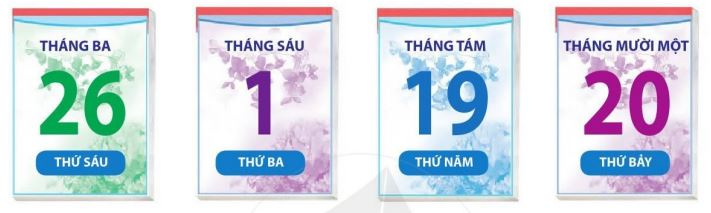 THÁNG BA
26
THỨ SÁU
THÁNG SÁU
1
THỨ BA
THÁNG TÁM
19
THỨ NĂM
THÁNG MƯỜI MỘT
20
THỨ BẢY